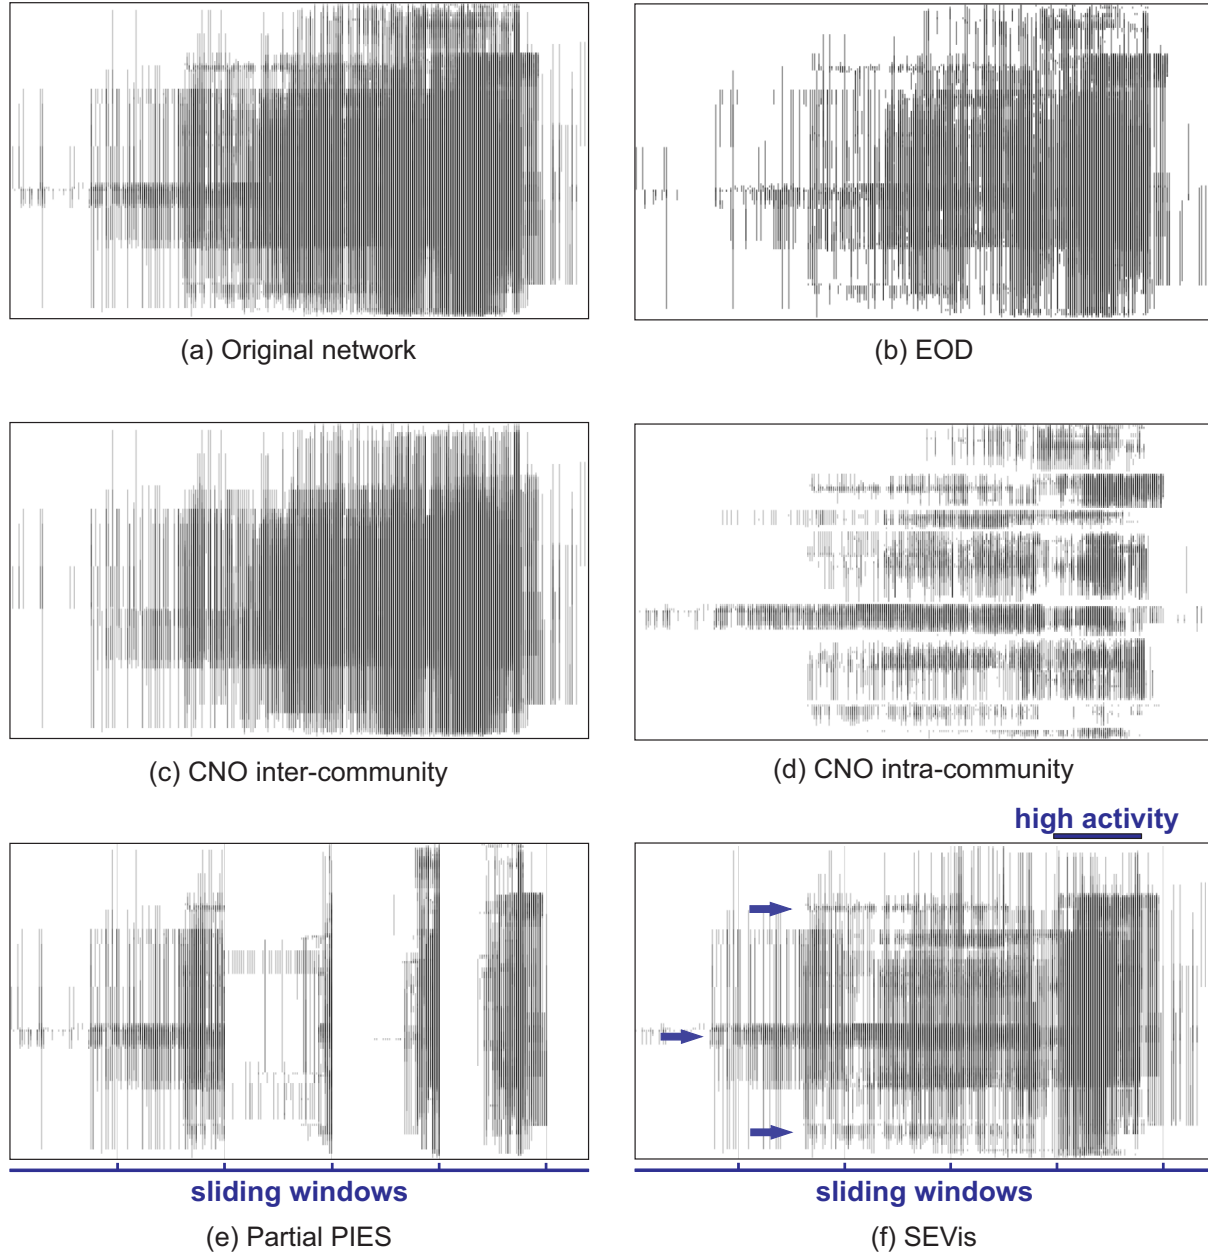 (a) Original network
(b) EOD
(c) CNO inter-community
(d) CNO intra-community
high activity
sliding windows
sliding windows
(e) Partial PIES
(f) SEVis